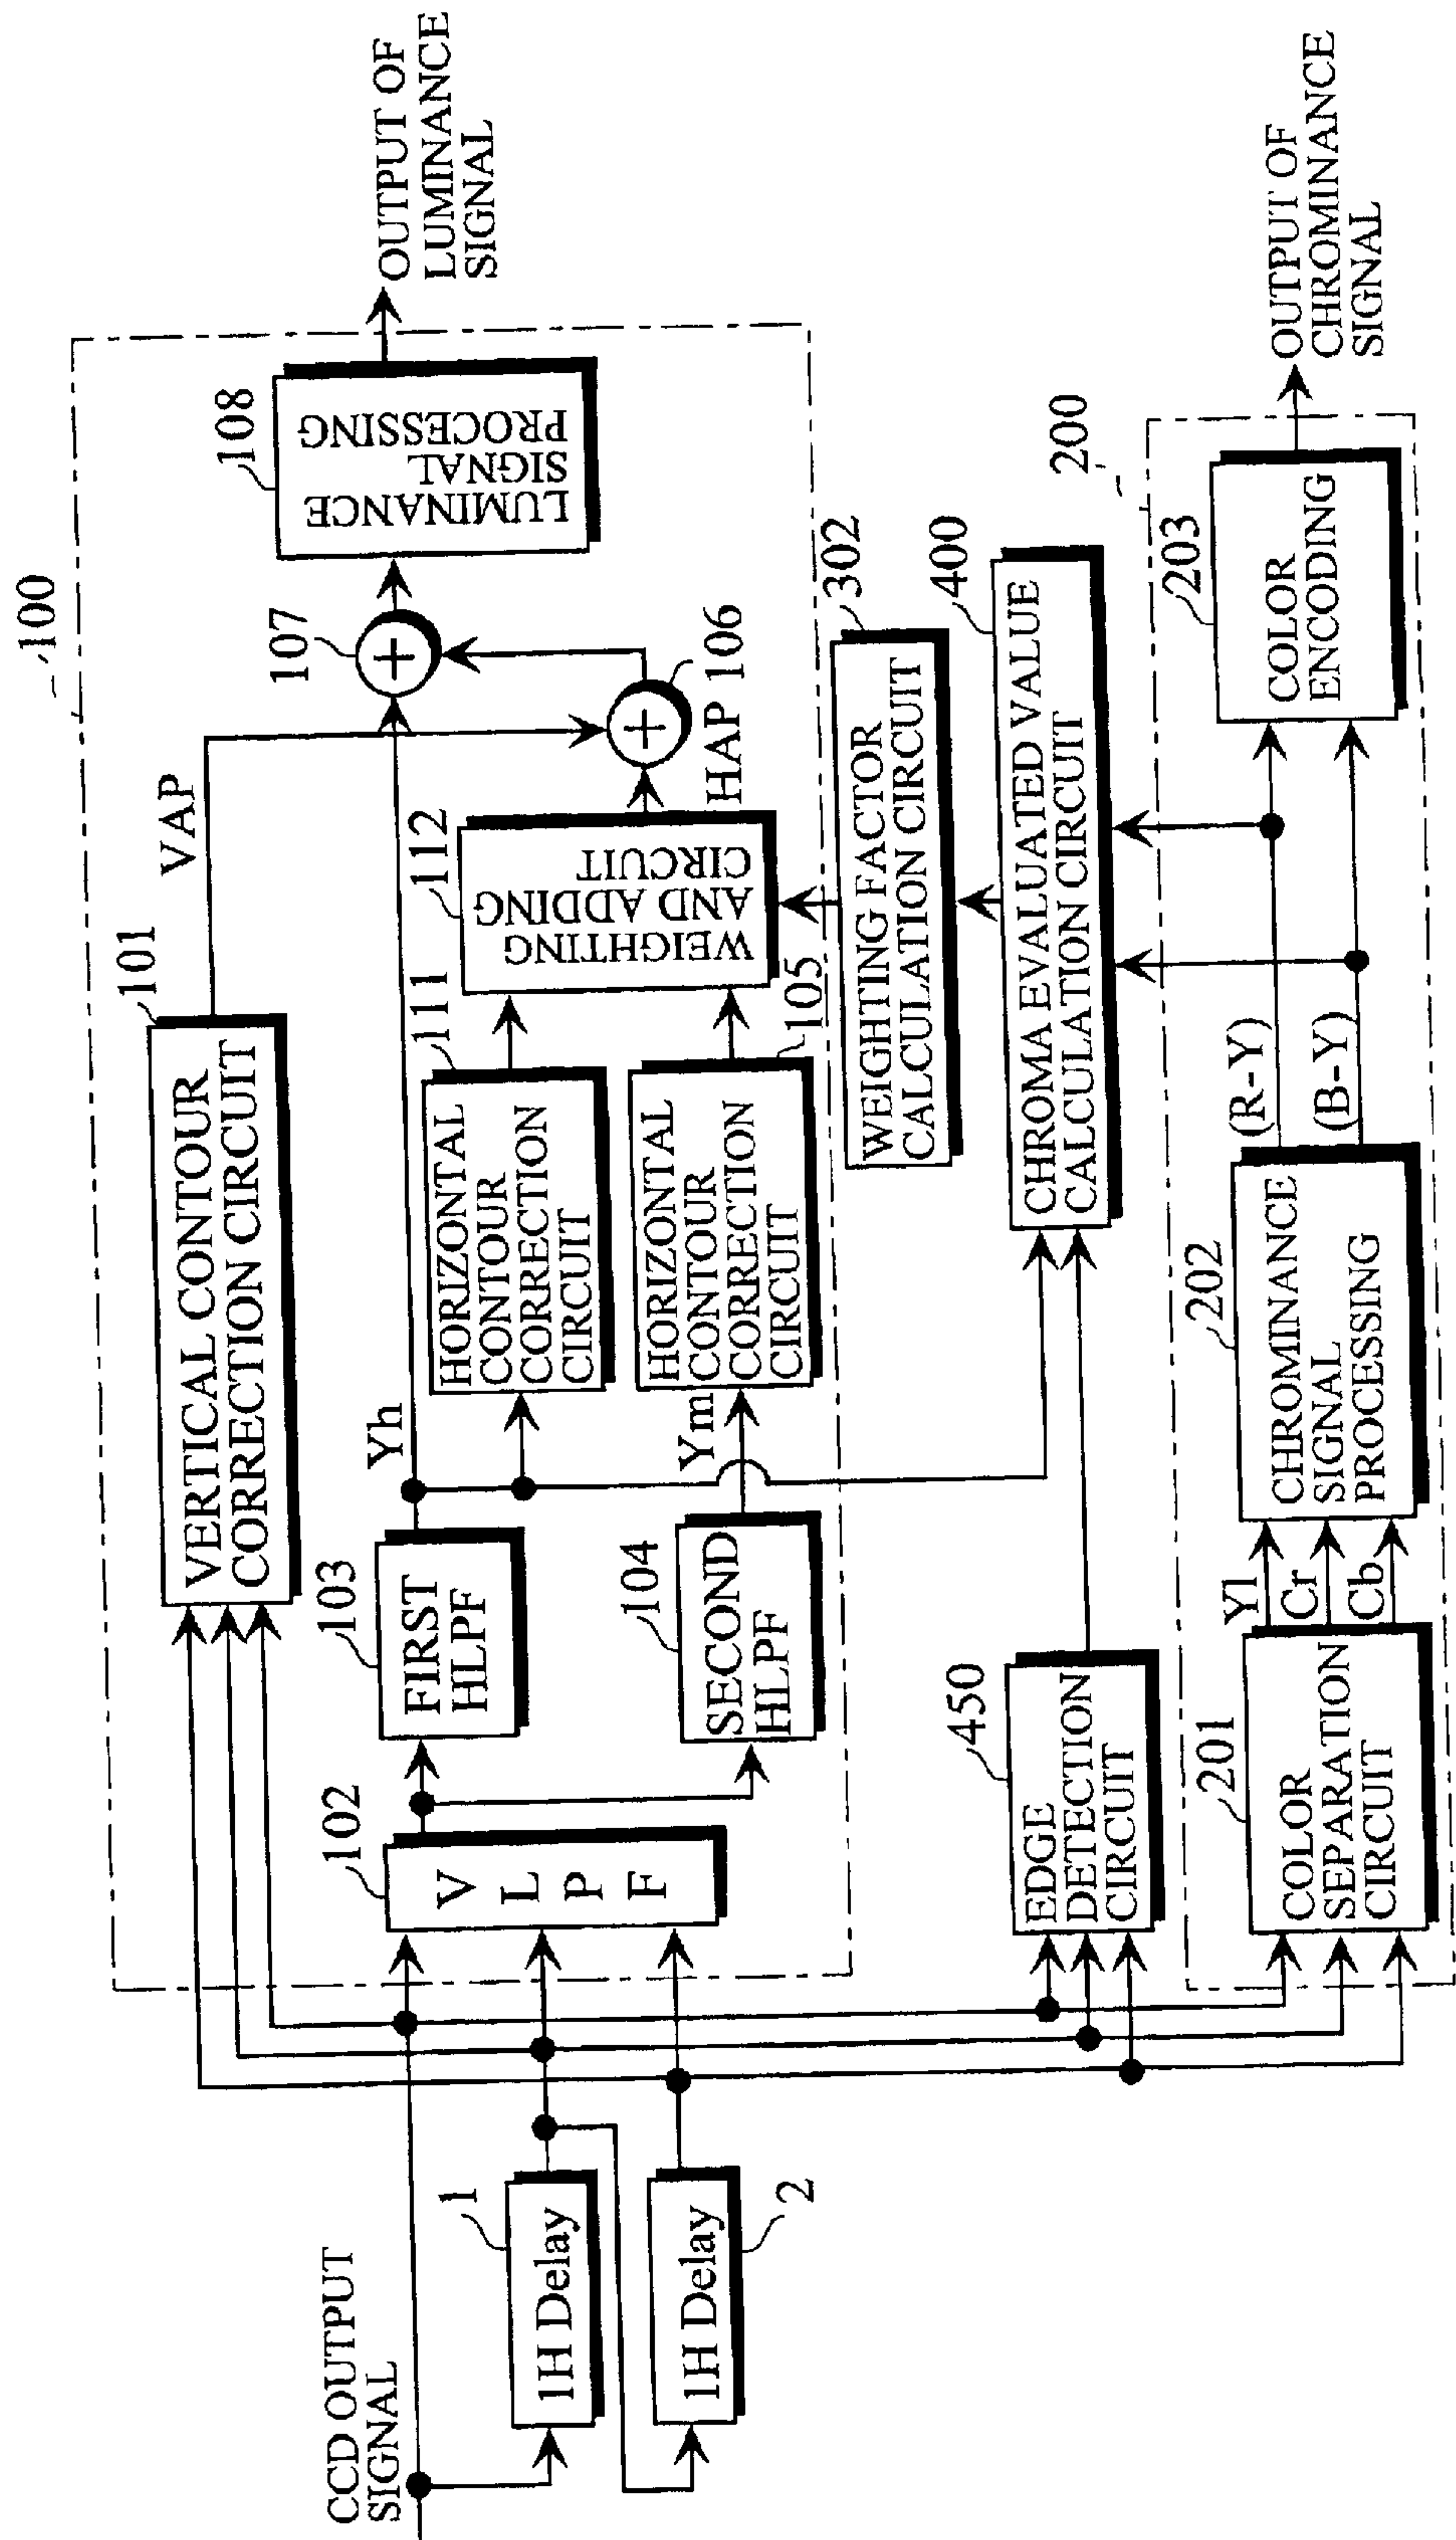 CCD OUTPUT
SIGNAL
1
1H Delay
1H Delay
2
100
101
VERTICAL CONTOUR
CORRECTION CIRCUIT
VAP
102
V
L
P
F
103
FIRST
HLPF
Yh
104
SECOND
HLPF
Ym
111
HORIZONTAL
CONTOUR
CORRECTION
CIRCUIT
HORIZONTAL
CONTOUR
CORRECTION
CIRCUIT
105
112
WEIGHTING
AND ADDING
CIRCUIT
HAP
106
+
107
+
108
LUMINANCE
SIGNAL
PROCESSING
OUTPUT OF
LUMINANCE
SIGNAL
302
WEIGHTING FACTOR
CALCULATION CIRCUIT
400
CHROMA EVALUATED VALUE
CALCULATION CIRCUIT
450
EDGE
DETECTION
CIRCUIT
200
201
COLOR
SEPARATION
CIRCUIT
Yl
Cr
Cb
202
CHROMINANCE
SIGNAL
PROCESSING
(R-Y)
(B-Y)
203
COLOR
ENCODING
OUTPUT OF
CHROMINANCE
SIGNAL